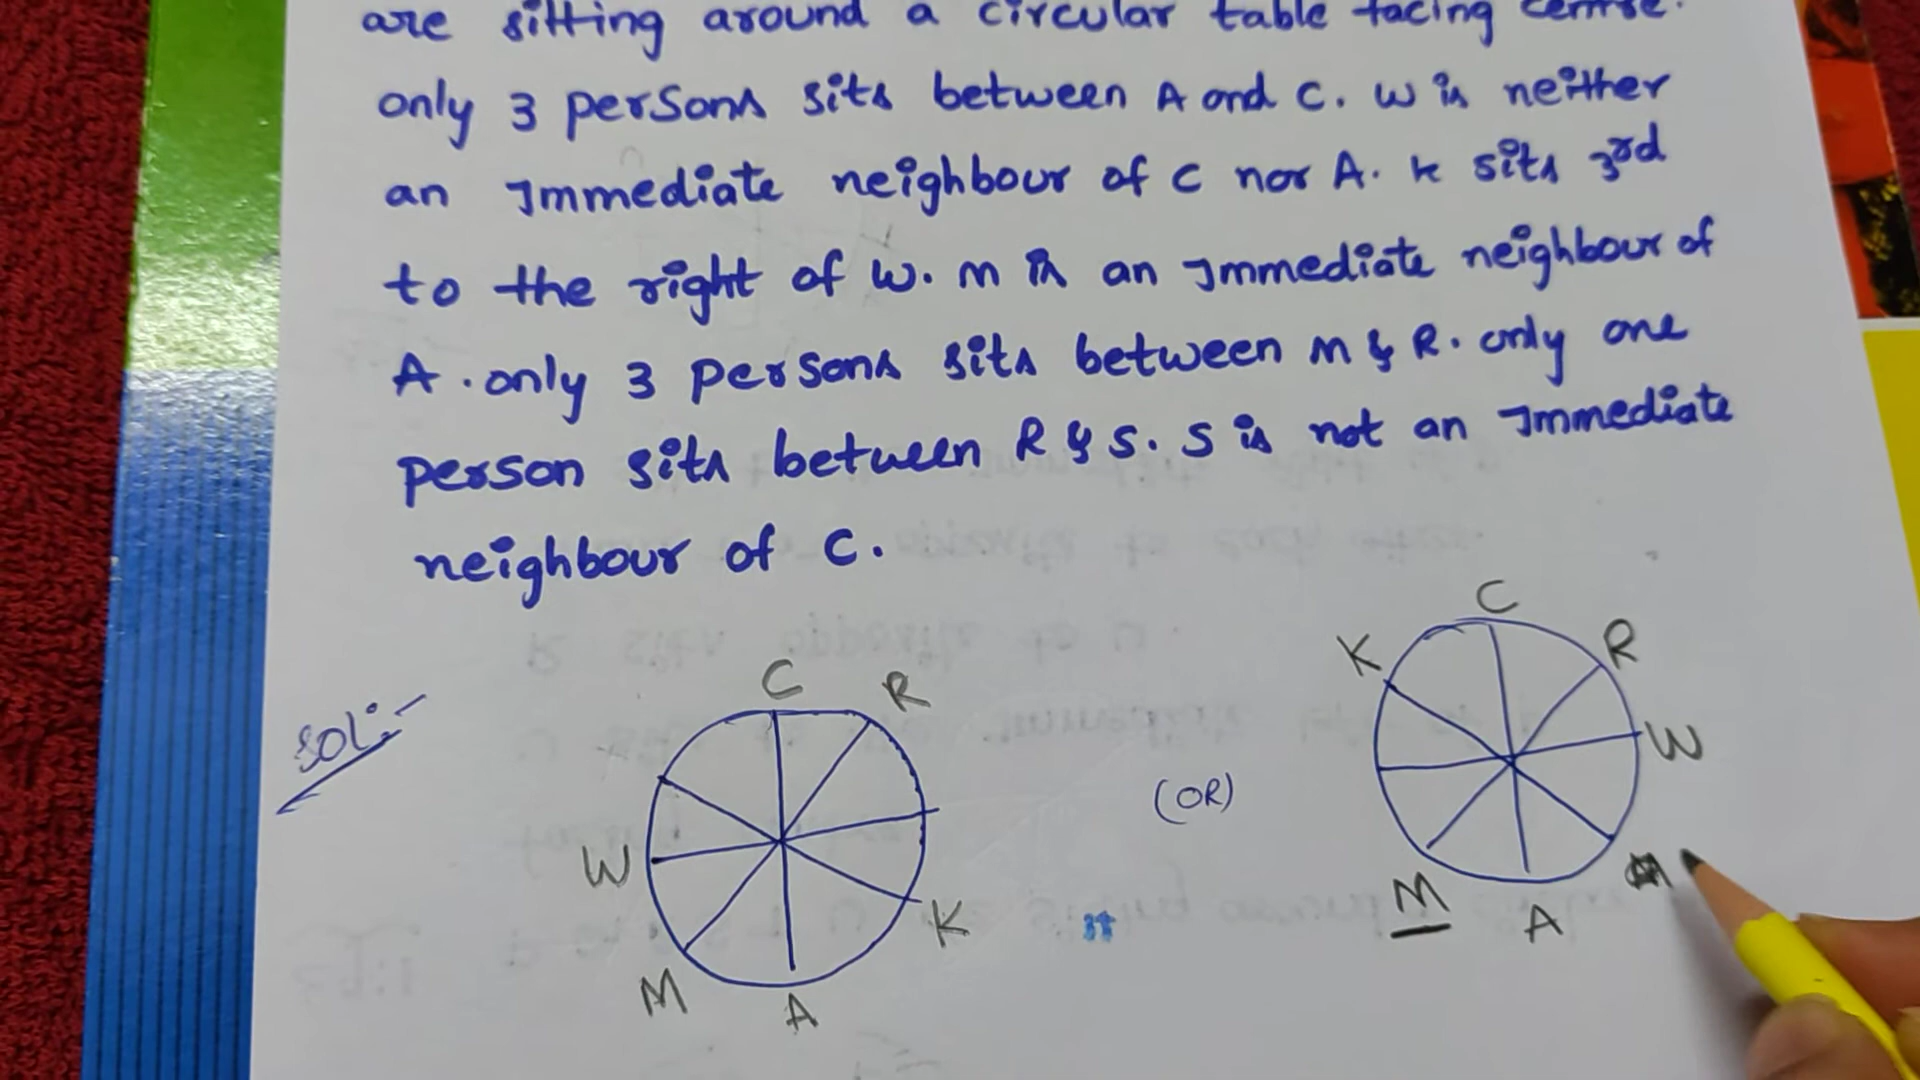 are sitting around a circular table facing centre.
only 3 persons sits between A and C. W is neither
an Immediate neighbour of C nor A. K sits 3rd
to the right of W. M is an Immediate neighbour of
A. only 3 persons sits between M & R. only one
person sits between R & S. S is not an Immediate
neighbour of C.
SOL:-
C
R
W
K
M
A
(OR)
C
K
R
W
M
A